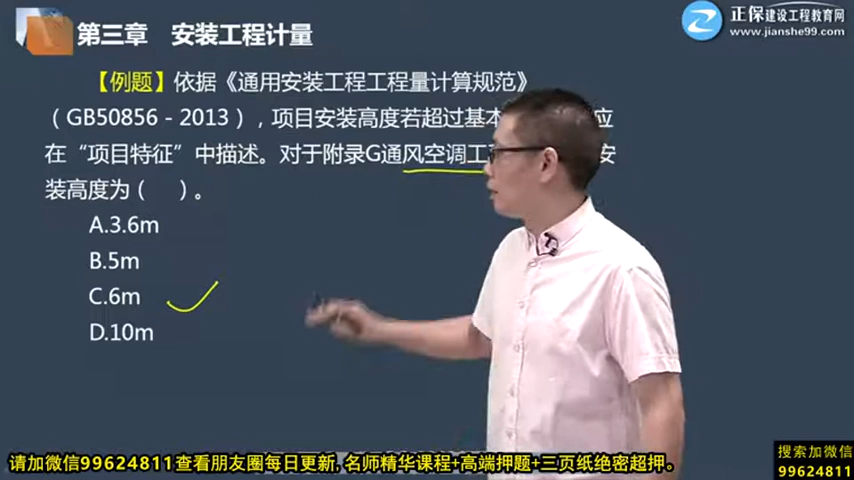 第三章 安装工程计量
正保建设工程教育网
www.jianshe99.com
【例题】依据《通用安装工程工程量计算规范》
（GB50856－2013），项目安装高度若超过基本
应
在“项目特征”中描述。对于附录G通风空调工
安
装高度为（ ）。
A.3.6m
B.5m
C.6m
D.10m
请加微信99624811查看朋友圈每日更新,名师精华课程+高端押题+三页纸绝密超押。
搜索加微信
99624811